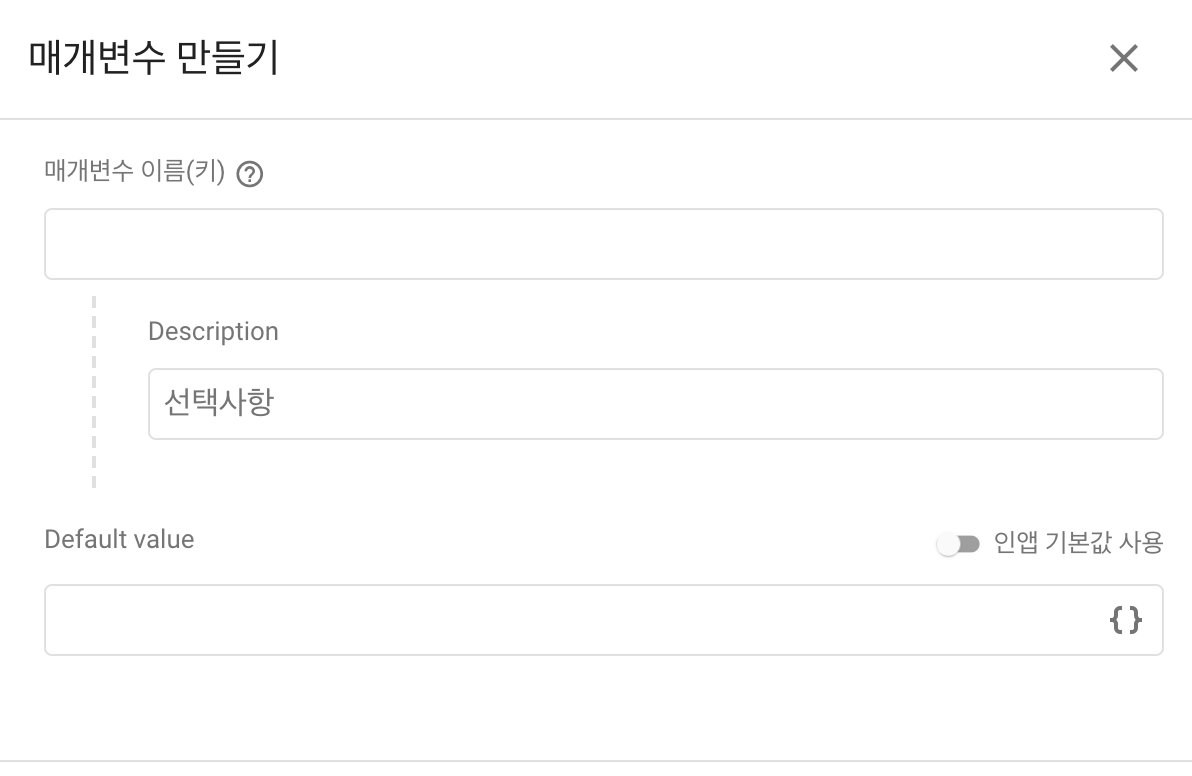 매개변수 만들기
매개변수 이름(키)
Description
선택사항
Default value
인앱 기본값 사용
{}